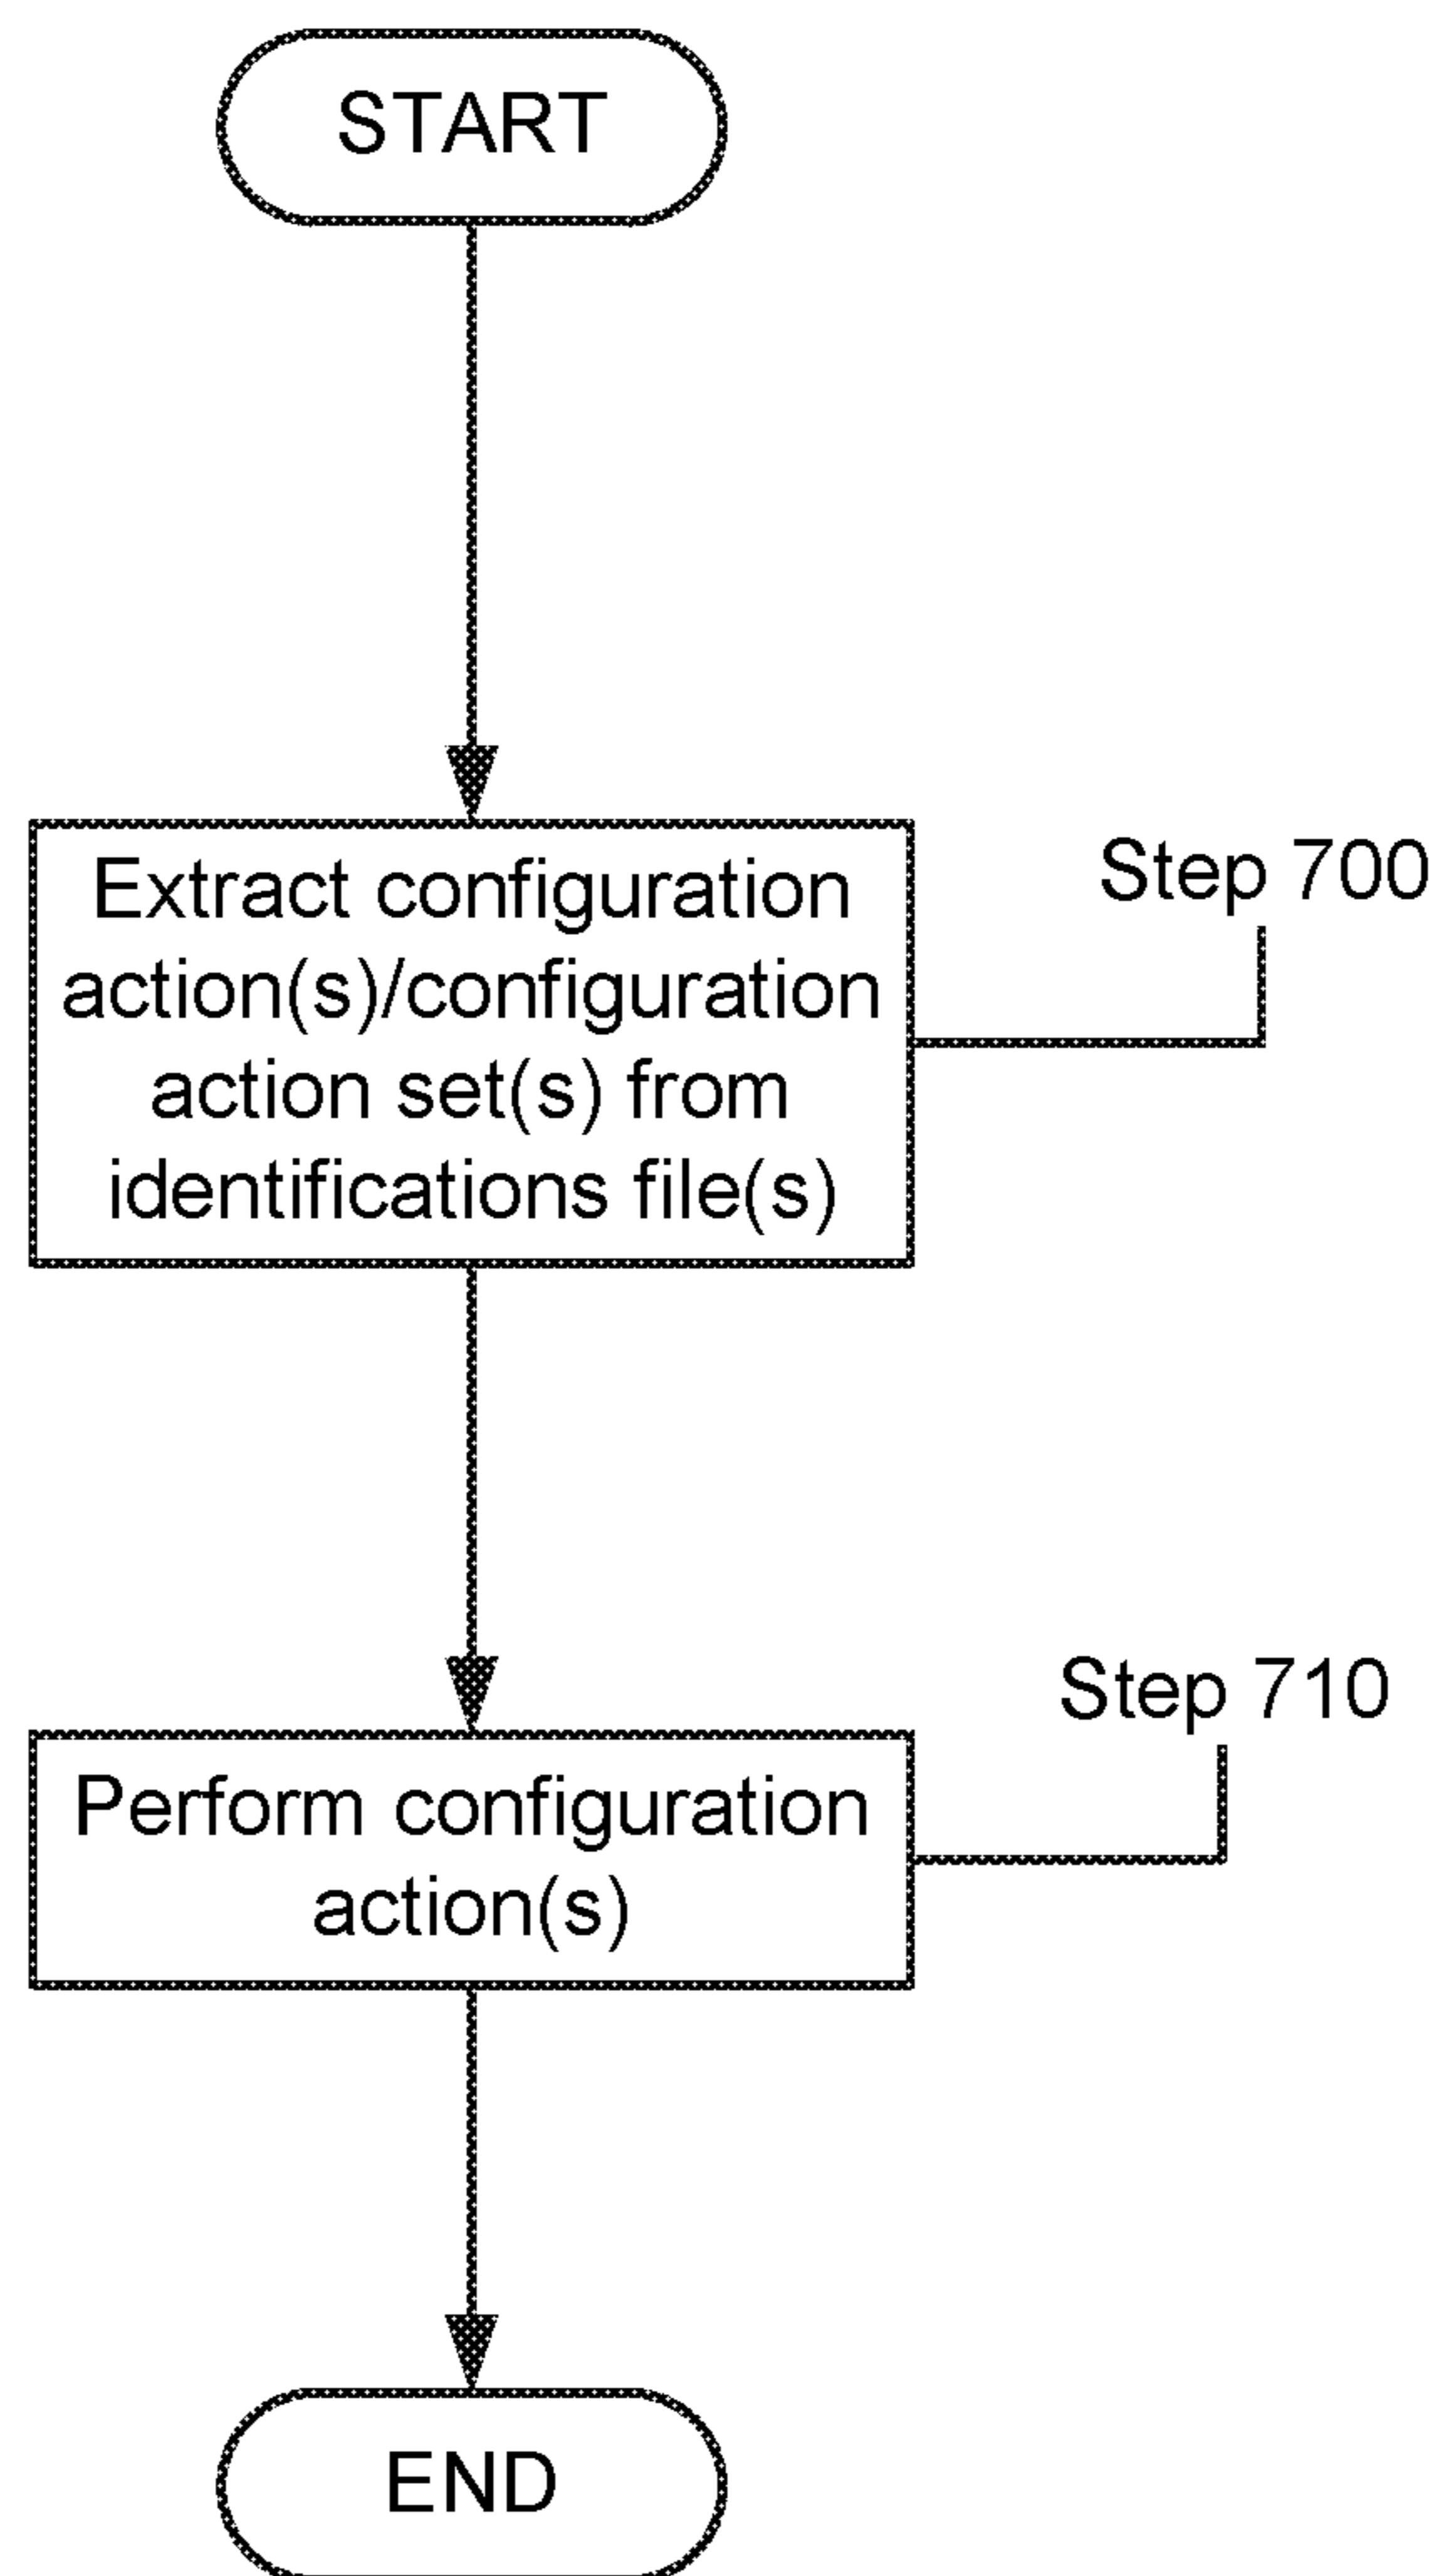 START
Step 700
Extract configuration
action(s)/configuration
action set(s) from
identifications file(s)
Step 710
Perform configuration
action(s)
END